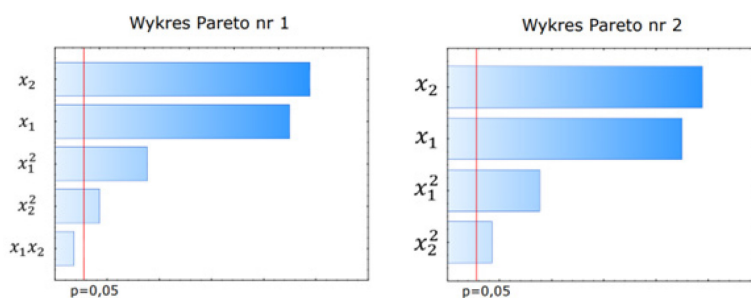 Wykres Pareto nr 1
x₂
x₁
x₁²
x₂²
x₁x₂
p=0,05
Wykres Pareto nr 2
x₂
x₁
x₁²
x₂²
p=0,05